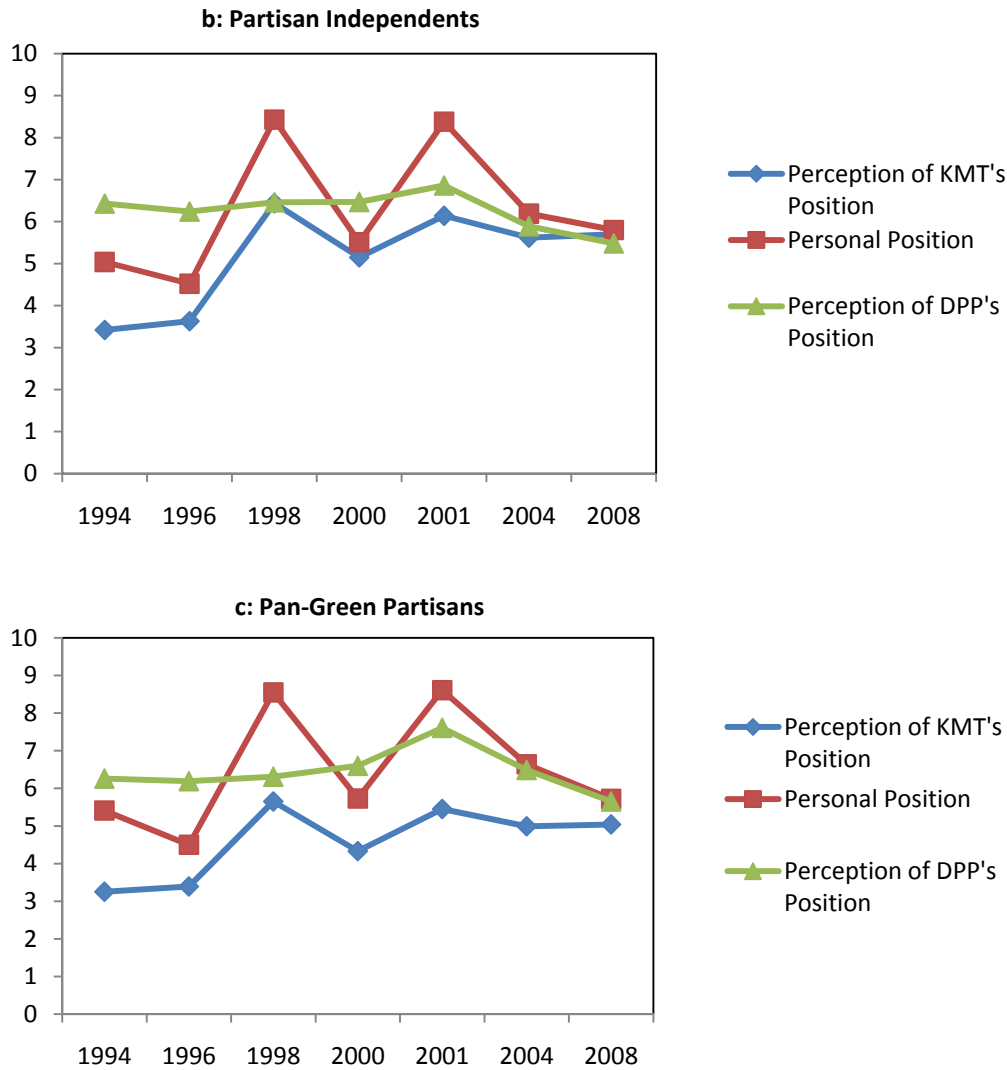 b: Partisan Independents
10
9
8
7
6
5
4
3
2
1
0
1994 1996 1998 2000 2001 2004 2008
Perception of KMT's
Position
Personal Position
Perception of DPP's
Position
c: Pan-Green Partisans
10
9
8
7
6
5
4
3
2
1
0
1994 1996 1998 2000 2001 2004 2008
Perception of KMT's
Position
Personal Position
Perception of DPP's
Position